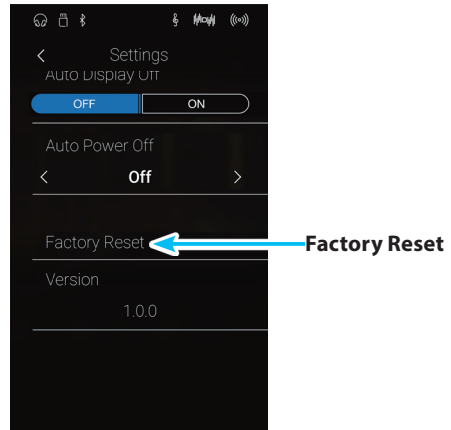 Settings
Auto Display Off
OFF ON
Auto Power Off
< Off >
Factory Reset
Factory Reset
Version
1.0.0